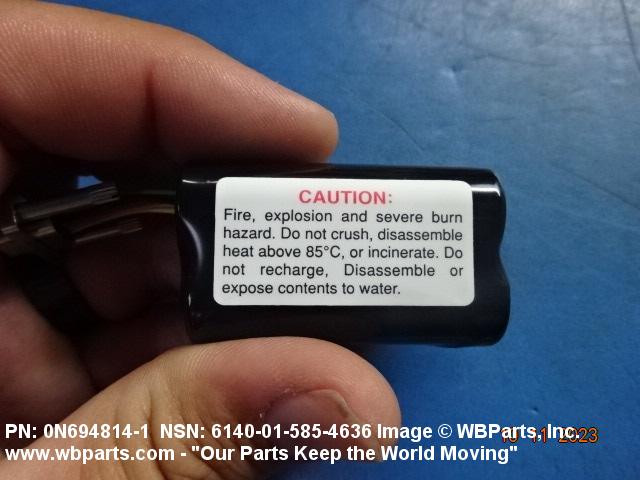 CAUTION:
Fire, explosion and severe burn
hazard. Do not crush, disassemble
heat above 85°C, or incinerate. Do
not recharge, Disassemble or
expose contents to water.
PN: 0N694814-1 NSN: 6140-01-585-4636 Image © WBParts, Inc.
www.wbparts.com - "Our Parts Keep the World Moving"